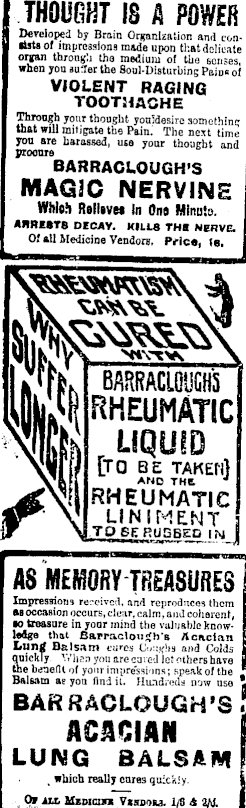 THOUGHT IS A POWER
Developed by Brain Organization and con-
sists of impressions made upon that delicate
organ through the medium of the senses,
when you suffer the Soul-Disturbing Pains of
VIOLENT RAGING
TOOTHACHE
Through your thought you desire something
that will mitigate the Pain. The next time
you are harassed, use your thought and
procure
BARRACLOUGH'S
MAGIC NERVINE
Which Relieves in One Minute.
ARRESTS DECAY. KILLS THE NERVE.
Of all Medicine Vendors. Price, 1s.
RHEUMATISM
CAN BE
CURED
WITH
WHY
SUFFER
LONGER
BARRACLOUGH'S
RHEUMATIC
LIQUID
[TO BE TAKEN]
AND THE
RHEUMATIC
LINIMENT
TO BE RUBBED IN
AS MEMORY TREASURES
Impressions received, and reproduces them
as occasion occurs, clear, calm, and coherent,
so treasure in your mind the valuable know-
ledge that Barraclough's Acacian
Lung Balsam cures Coughs and Colds
quickly. When you are cured let others have
the benefit of your impressions; speak of the
Balsam as you find it. Hundreds now use
BARRACLOUGH'S
ACACIAN
LUNG BALSAM
which really cures quickly.
OF ALL MEDICINE VENDORS. 1/6 & 2/6.